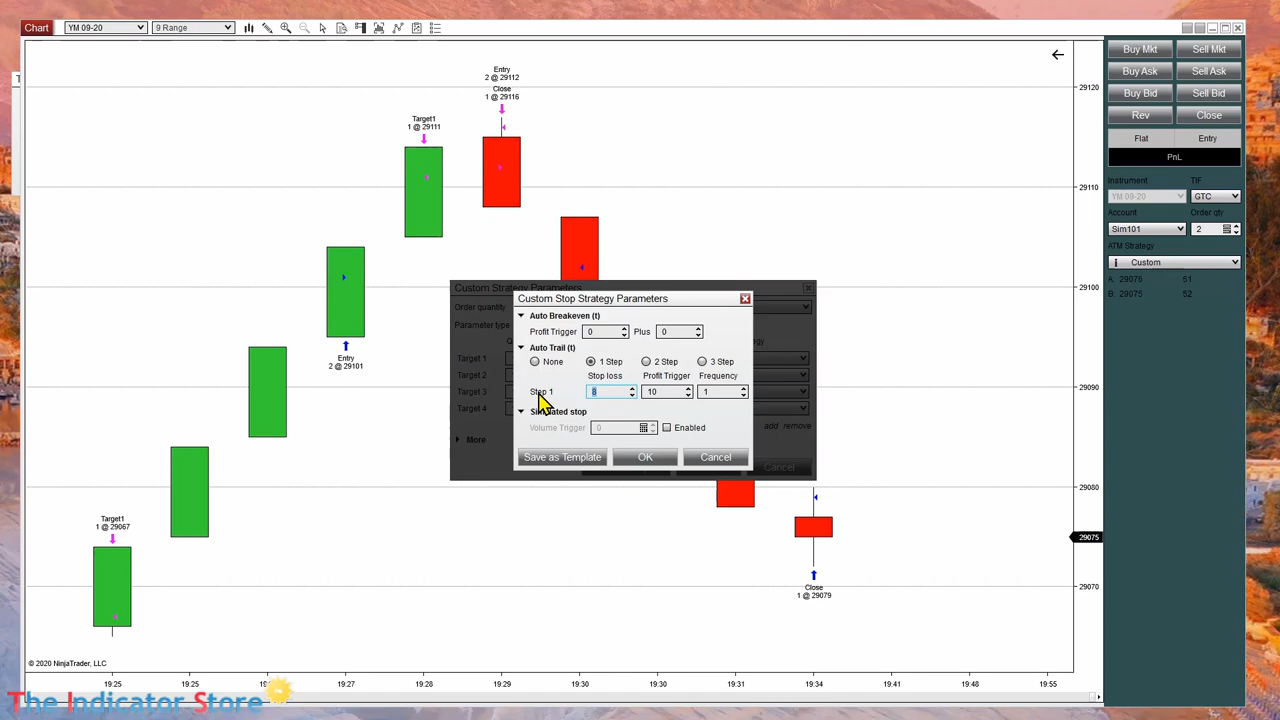 Chart YM 09-20 9 Range
Buy Mkt Sell Mkt
Buy Ask Sell Ask
Buy Bid Sell Bid
Rev Close
Flat Entry
PnL
Instrument TIF
YM 09-20 GTC
Account Order qty
Sim101 2
ATM Strategy
i Custom
A: 29075 51
B: 29075 52
Entry
2 @ 29112
Close
1 @ 29116
Target1
1 @ 29111
Entry
2 @ 29101
Target1
1 @ 29067
Close
1 @ 29079
29120
29110
29100
29090
29080
29075
29070
Custom Strategy Parameters
Order quantity
Parameter type
Target 1
Target 2
Target 3
Target 4
add remove
More
Cancel
Custom Stop Strategy Parameters
Auto Breakeven (t)
Profit Trigger 0 Plus 0
Auto Trail (t)
None 1 Step 2 Step 3 Step
Stop loss Profit Trigger Frequency
Step 1 8 10 1
Simulated stop
Volume Trigger 0 Enabled
Save as Template OK Cancel
© 2020 NinjaTrader, LLC
19:25 19:25 19:27 19:28 19:29 19:30 19:30 19:31 19:34 19:41 19:48 19:55
The Indicator Store